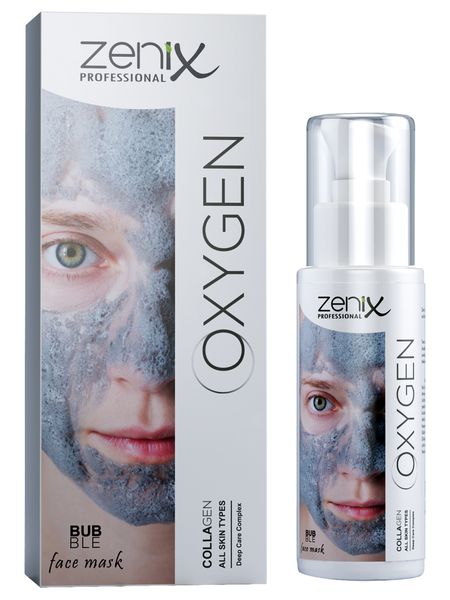 zenix
PROFESSIONAL
OXYGEN
BUB
BLE
face mask
COLLAGEN
ALL SKIN TYPES
Deep Care Complex
zenix
PROFESSIONAL
OXYGEN
BUB
BLE
face mask
COLLAGEN
ALL SKIN TYPES
Deep Care Complex